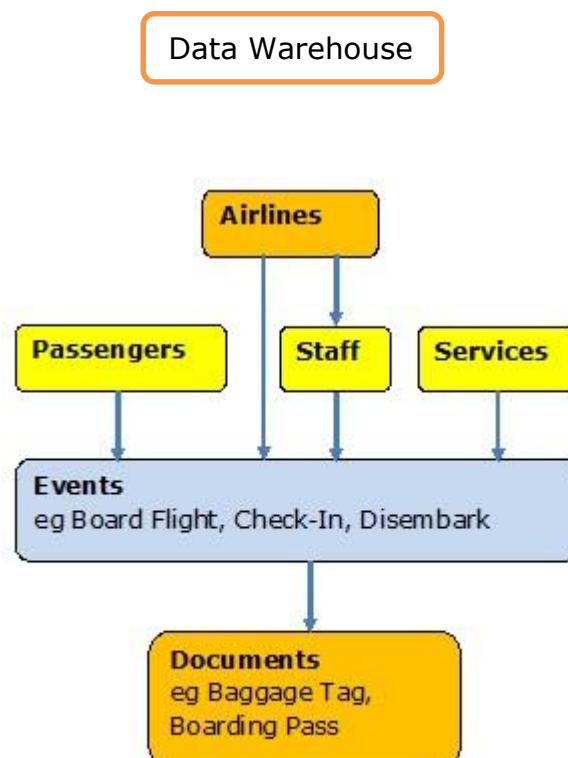 Data Warehouse
Airlines
Passengers
Staff
Services
Events
eg Board Flight, Check-In, Disembark
Documents
eg Baggage Tag,
Boarding Pass